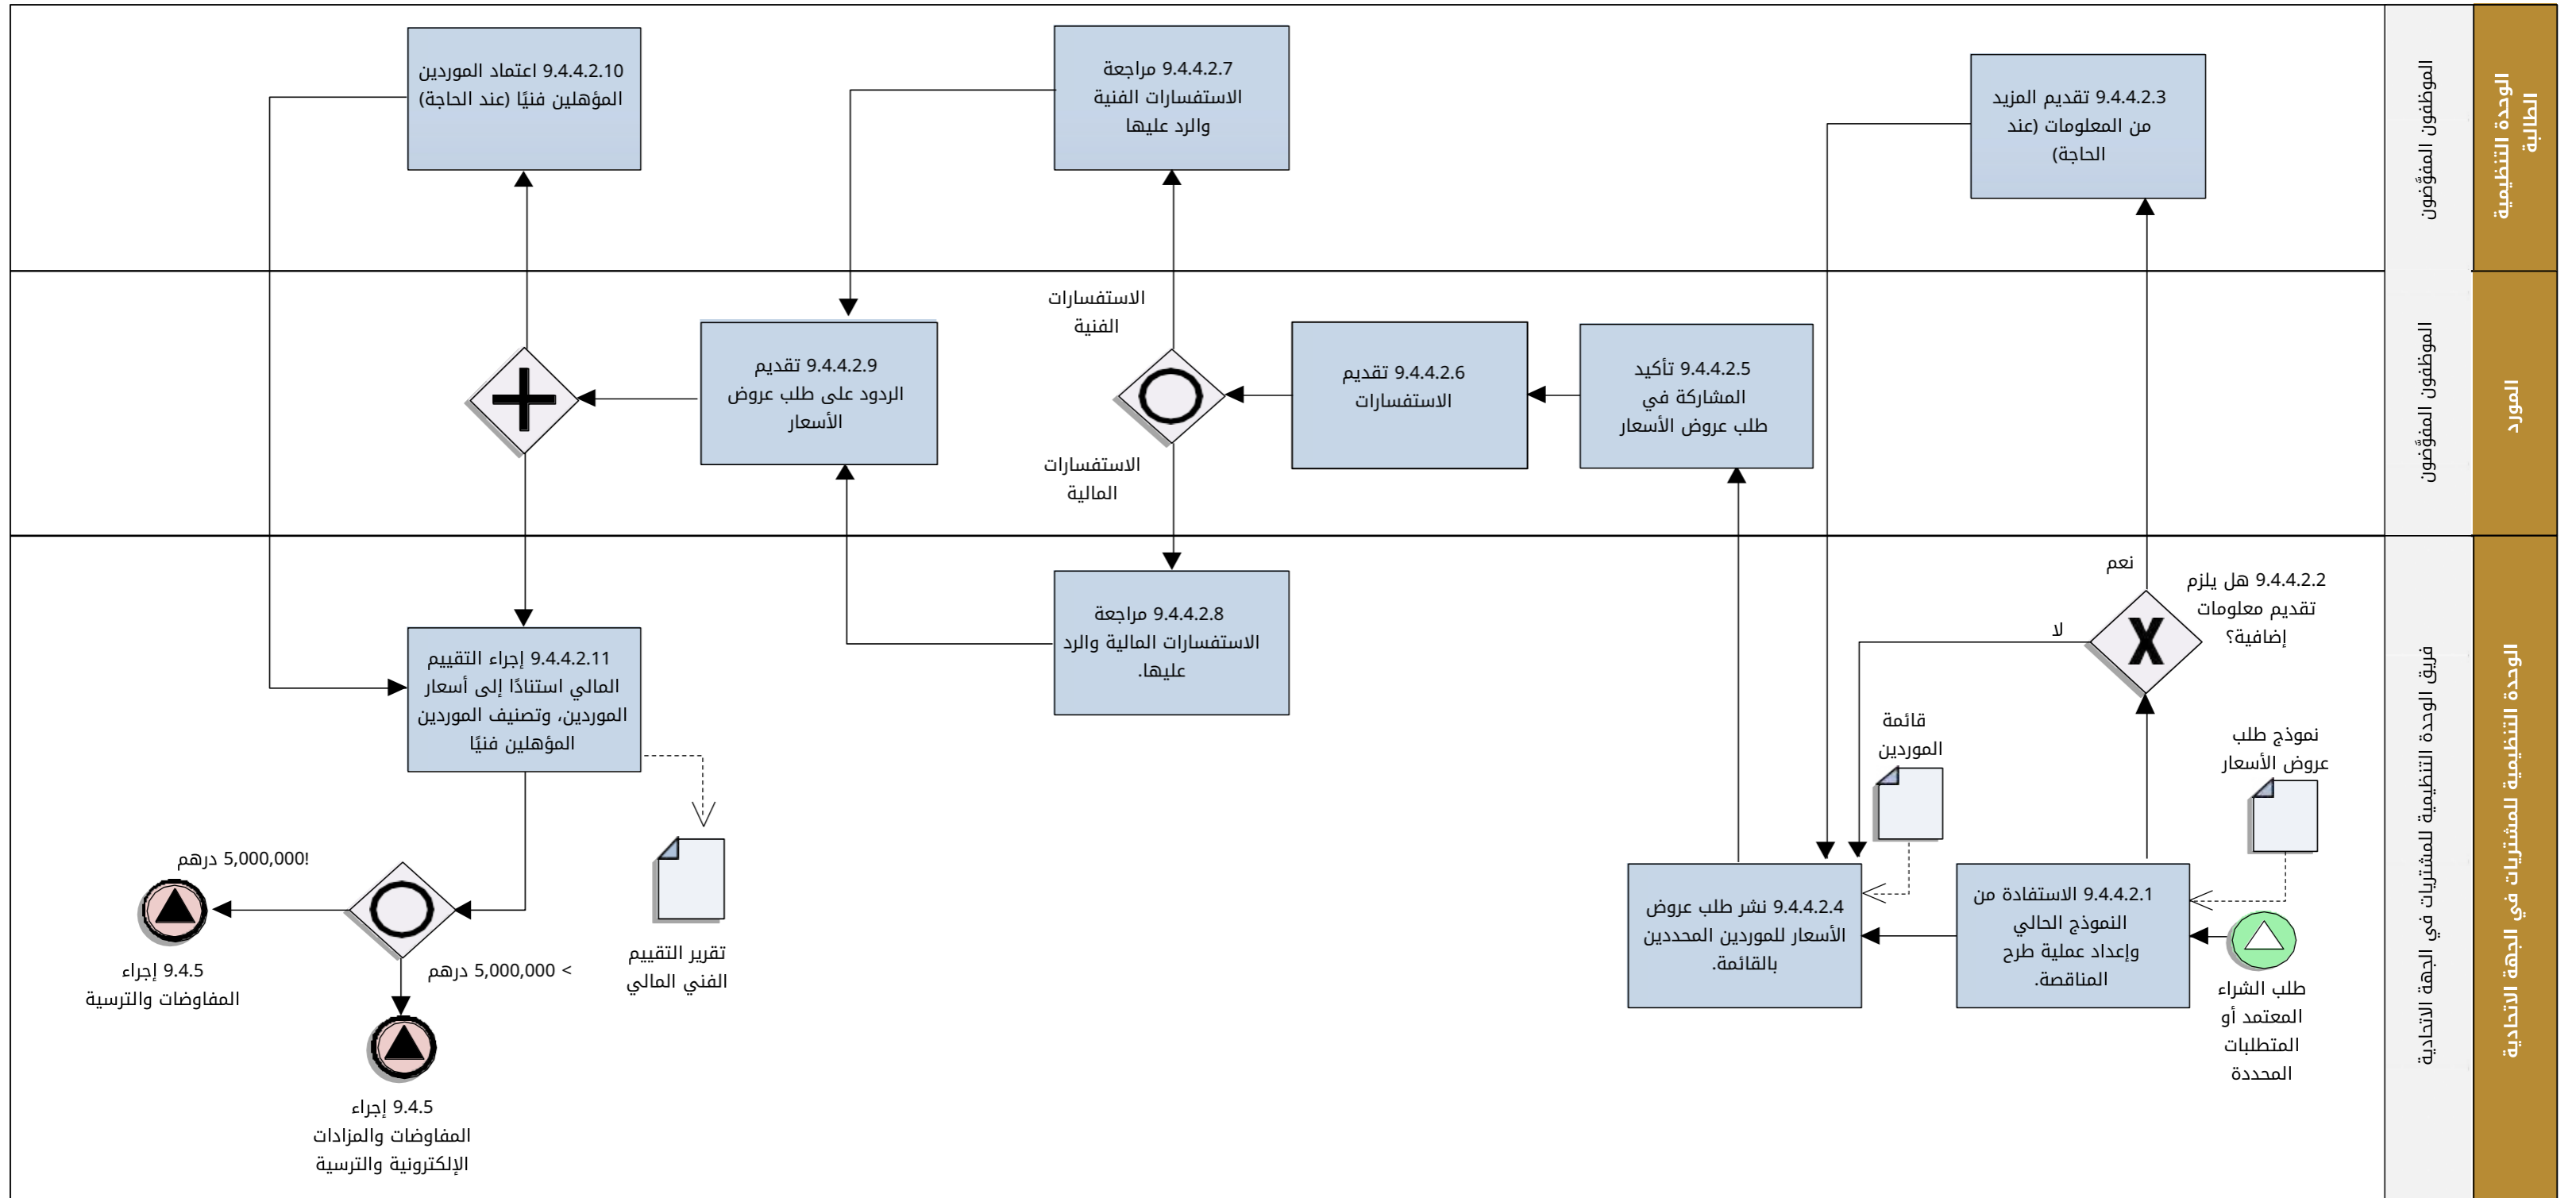 الوحدة التنظيمية
الطالبة
الموظفون المفوَّضون
9.4.4.2.3 تقديم المزيد
من المعلومات (عند
الحاجة)
9.4.4.2.7 مراجعة
الاستفسارات الفنية
والرد عليها
9.4.4.2.10 اعتماد الموردين
المؤهلين فنيًا (عند الحاجة)
المورد
الموظفون المفوَّضون
9.4.4.2.5 تأكيد
المشاركة في
طلب عروض الأسعار
9.4.4.2.6 تقديم
الاستفسارات
الاستفسارات
الفنية
الاستفسارات
المالية
9.4.4.2.9 تقديم
الردود على طلب عروض
الأسعار
الوحدة التنظيمية للمشتريات في الجهة الاتحادية
فريق الوحدة التنظيمية للمشتريات في الجهة الاتحادية
9.4.4.2.2 هل يلزم
تقديم معلومات
إضافية؟
نعم
لا
نموذج طلب
عروض الأسعار
قائمة
الموردين
طلب الشراء
المعتمد أو
المتطلبات
المحددة
9.4.4.2.1 الاستفادة من
النموذج الحالي
وإعداد عملية طرح
المناقصة.
9.4.4.2.4 نشر طلب عروض
الأسعار للموردين المحددين
بالقائمة.
9.4.4.2.8 مراجعة
الاستفسارات المالية والرد
عليها.
9.4.4.2.11 إجراء التقييم
المالي استنادًا إلى أسعار
الموردين، وتصنيف الموردين
المؤهلين فنيًا
تقرير التقييم
الفني المالي
!5,000,000 درهم
> 5,000,000 درهم
9.4.5 إجراء
المفاوضات والترسية
9.4.5 إجراء
المفاوضات والمزادات
الإلكترونية والترسية